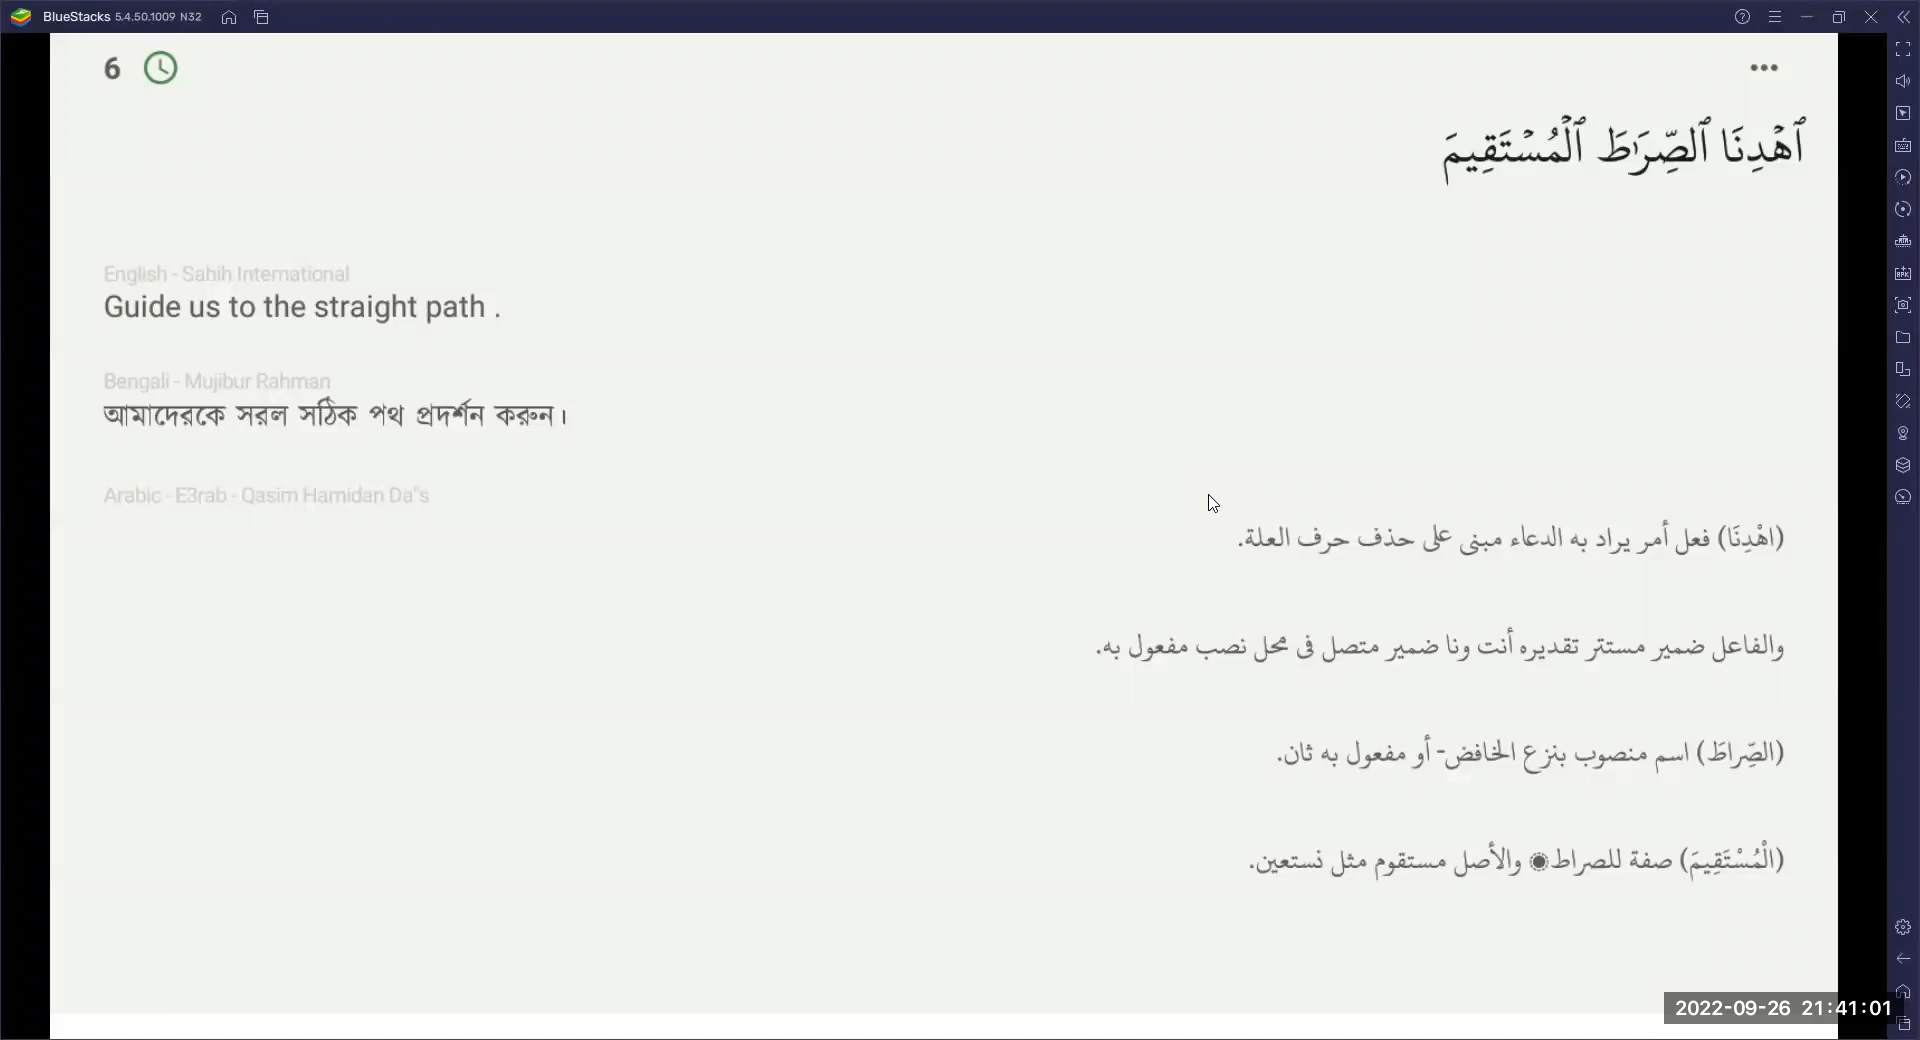 BlueStacks 5.4.50.1009 N32
6
ٱهۡدِنَا ٱلصِّرَٰطَ ٱلۡمُسۡتَقِيمَ
English - Sahih International
Guide us to the straight path .
Bengali - Mujibur Rahman
আমাদেরকে সরল সঠিক পথ প্রদর্শন করুন।
Arabic - E3rab - Qasim Hamidan Da"s
(اهْدِنَا) فعل أمر يراد به الدعاء مبنى على حذف حرف العلة.
والفاعل ضمير مستتر تقديره أنت ونا ضمير متصل فى محل نصب مفعول به.
(الصِّراطَ) اسم منصوب بنزع الخافض- أو مفعول به ثان.
(الْمُسْتَقِيمَ) صفة للصراط◉ والأصل مستقوم مثل نستعين.
2022-09-26 21:41:01